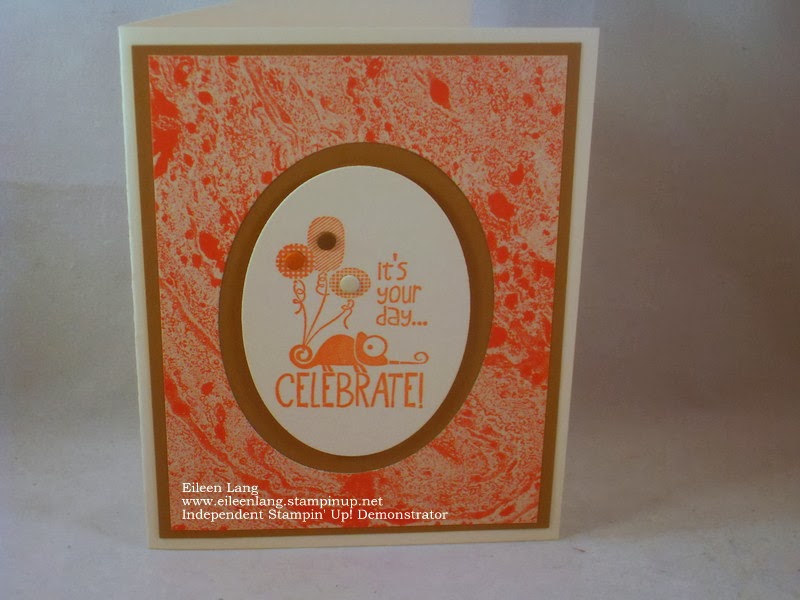 it's
your
day...
CELEBRATE!
Eileen Lang
www.eileenlang.stampinup.net
Independent Stampin' Up! Demonstrator